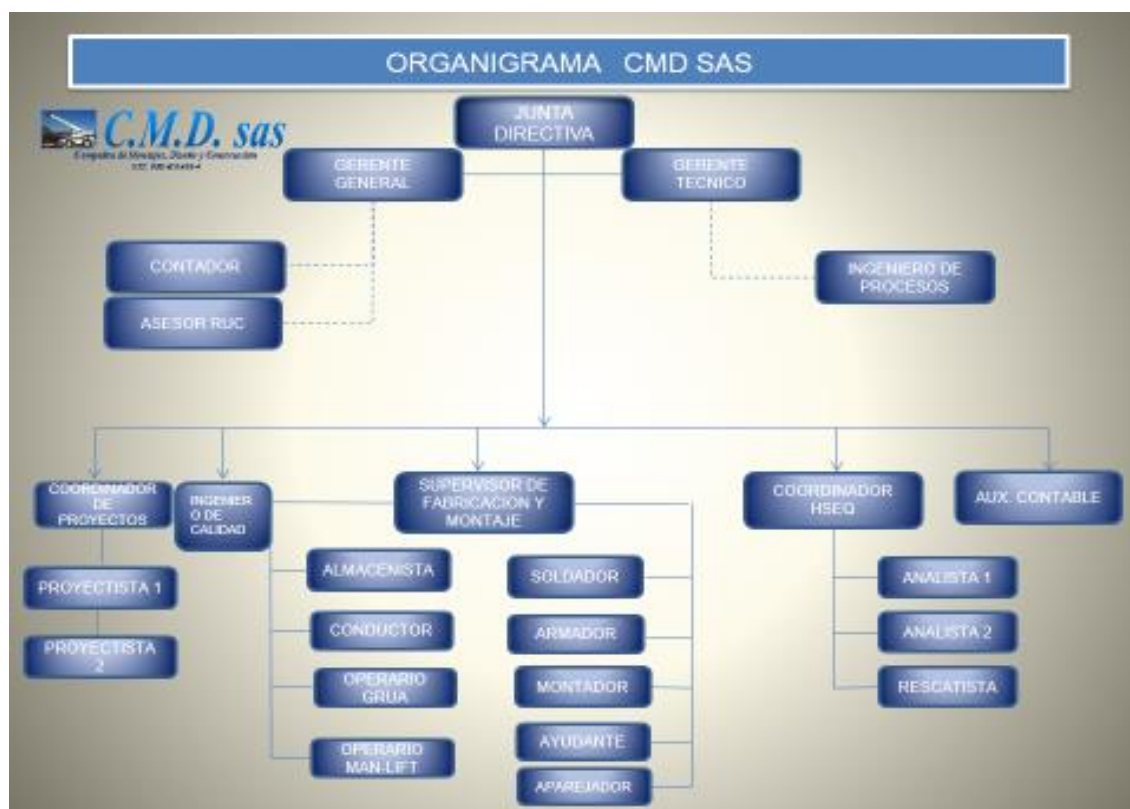 ORGANIGRAMA CMD SAS
C.M.D. sas
JUNTA
DIRECTIVA
GERENTE
GENERAL
GERENTE
TECNICO
CONTADOR
ASESOR RUC
INGENIERO DE
PROCESOS
COORDINADOR
DE
PROYECTOS
INGENIER
O DE
CALIDAD
SUPERVISOR DE
FABRICACION Y
MONTAJE
COORDINADOR
HSEQ
AUX. CONTABLE
PROYECTISTA 1
PROYECTISTA
2
ALMACENISTA
CONDUCTOR
OPERARIO
GRUA
OPERARIO
MAN-LIFT
SOLDADOR
ARMADOR
MONTADOR
AYUDANTE
APAREJADOR
ANALISTA 1
ANALISTA 2
RESCATISTA